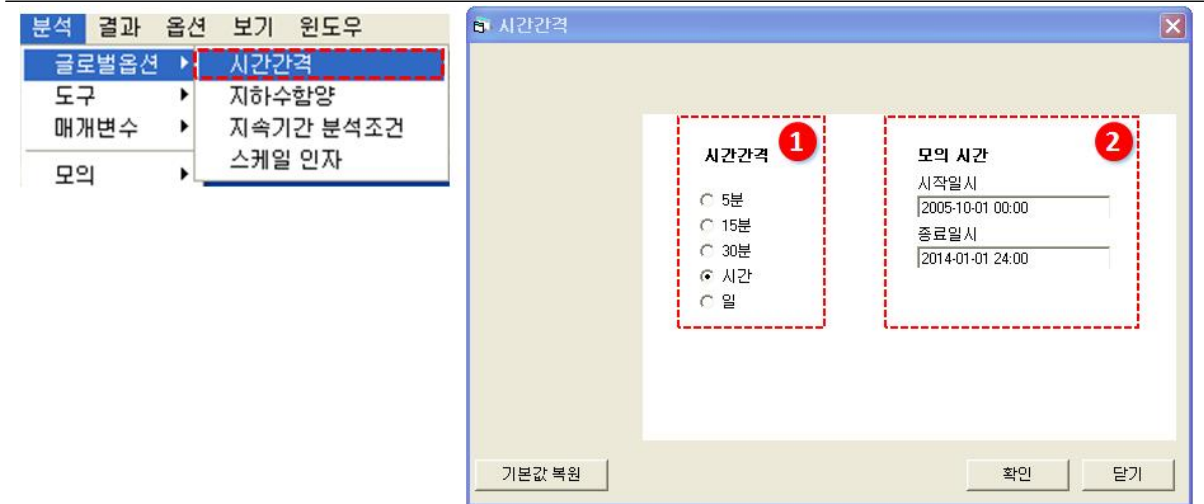 분석 결과 옵션 보기 윈도우
글로벌옵션
도구
매개변수
모의
시간간격
지하수함양
지속기간 분석조건
스케일 인자
시간간격
시간간격
1
5분
15분
30분
시간
일
모의 시간
2
시작일시
2005-10-01 00:00
종료일시
2014-01-01 24:00
기본값 복원
확인
닫기